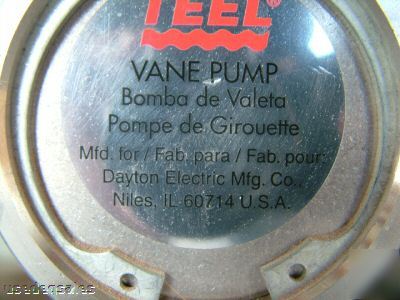 TEEL
VANE PUMP
Bomba de Valeta
Pompe de Girouette
Mfd. for / Fab. para / Fab. pour:
Dayton Electric Mfg. Co.,
Niles, IL 60714 U.S.A.